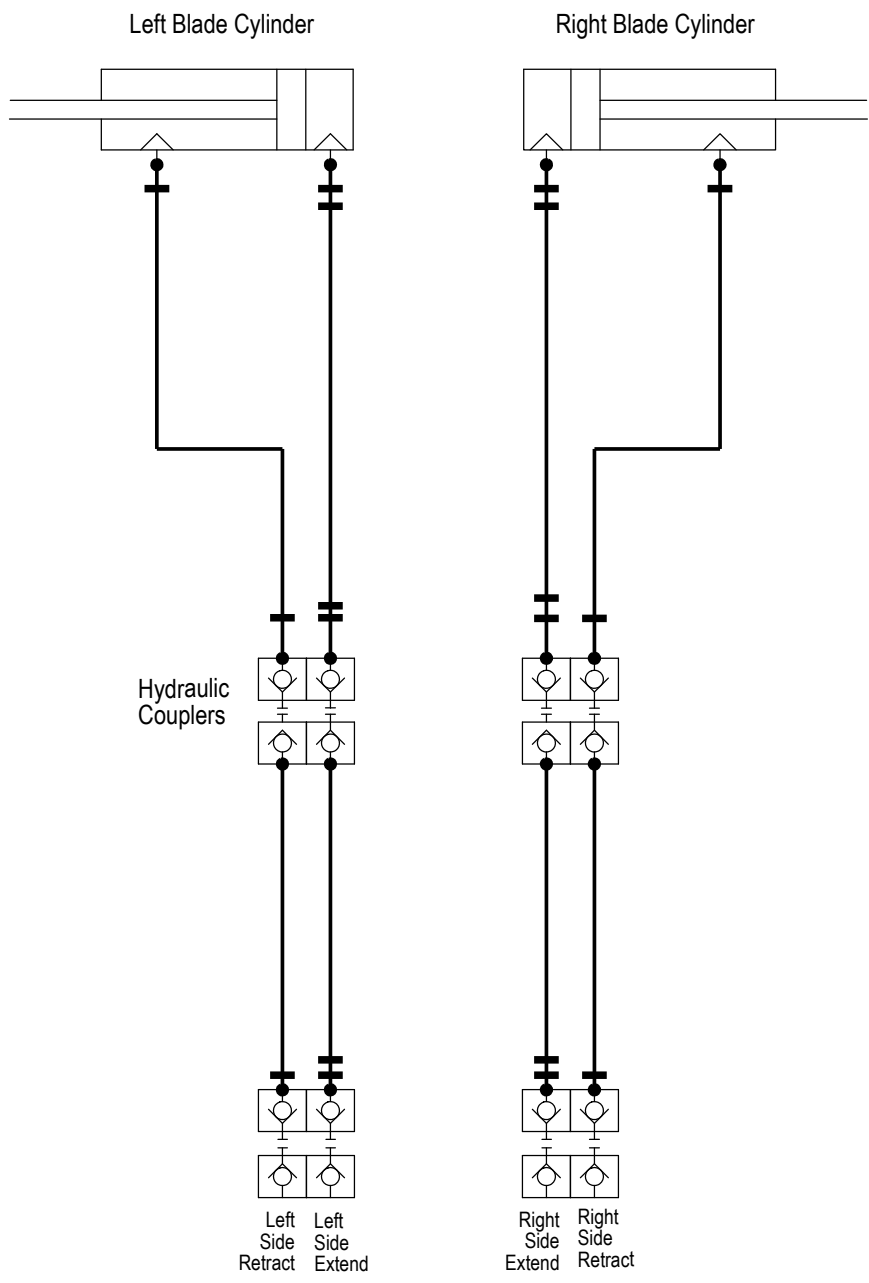 Left Blade Cylinder
Right Blade Cylinder
Hydraulic
Couplers
Left
Side
Retract
Left
Side
Extend
Right
Side
Extend
Right
Side
Retract